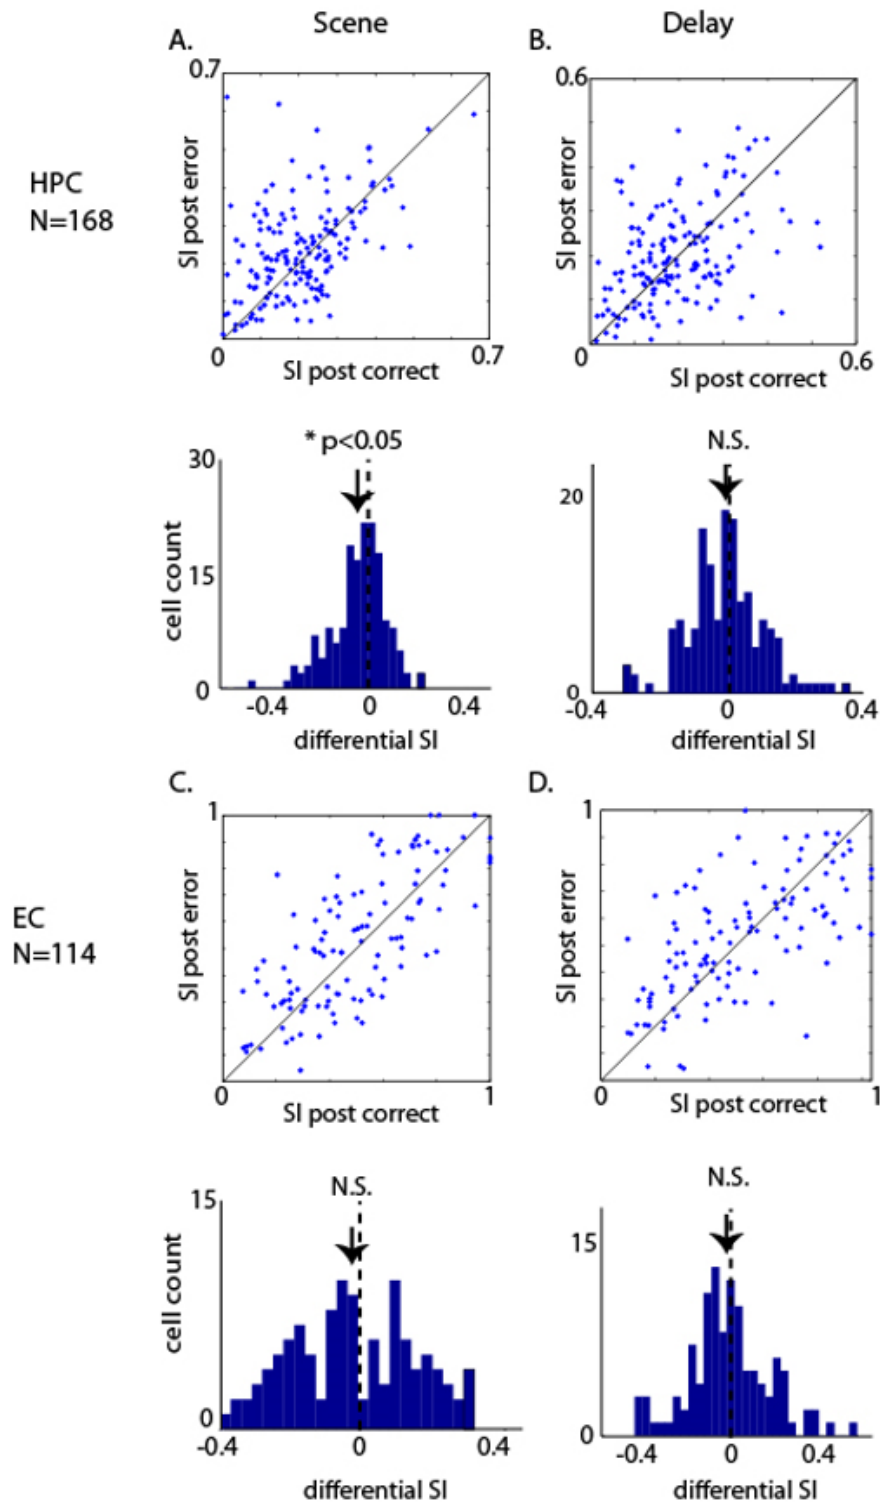 Scene
Delay
A.
B.
HPC
N=168
0.7
SI post error
0
0.7
SI post correct
0.6
SI post error
0
0.6
SI post correct
* p<0.05
30
15
0
cell count
-0.4
0
0.4
differential SI
N.S.
20
0
-0.4
0
0.4
differential SI
C.
D.
EC
N=114
1
SI post error
0
1
SI post correct
1
SI post error
0
1
SI post correct
N.S.
15
0
cell count
-0.4
0
0.4
differential SI
N.S.
15
0
-0.4
0
0.4
differential SI